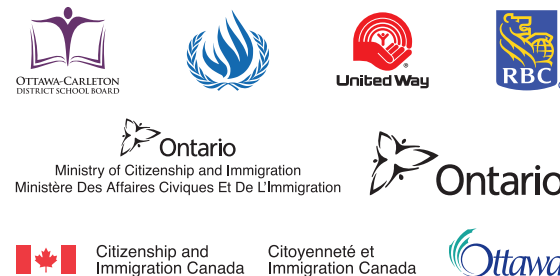 OTTAWA-CARLETON
DISTRICT SCHOOL BOARD
United Way
RBC
®
Ontario
Ministry of Citizenship and Immigration
Ministère Des Affaires Civiques Et De L'Immigration
Ontario
Citizenship and
Immigration Canada
Citoyenneté et
Immigration Canada
Ottawa